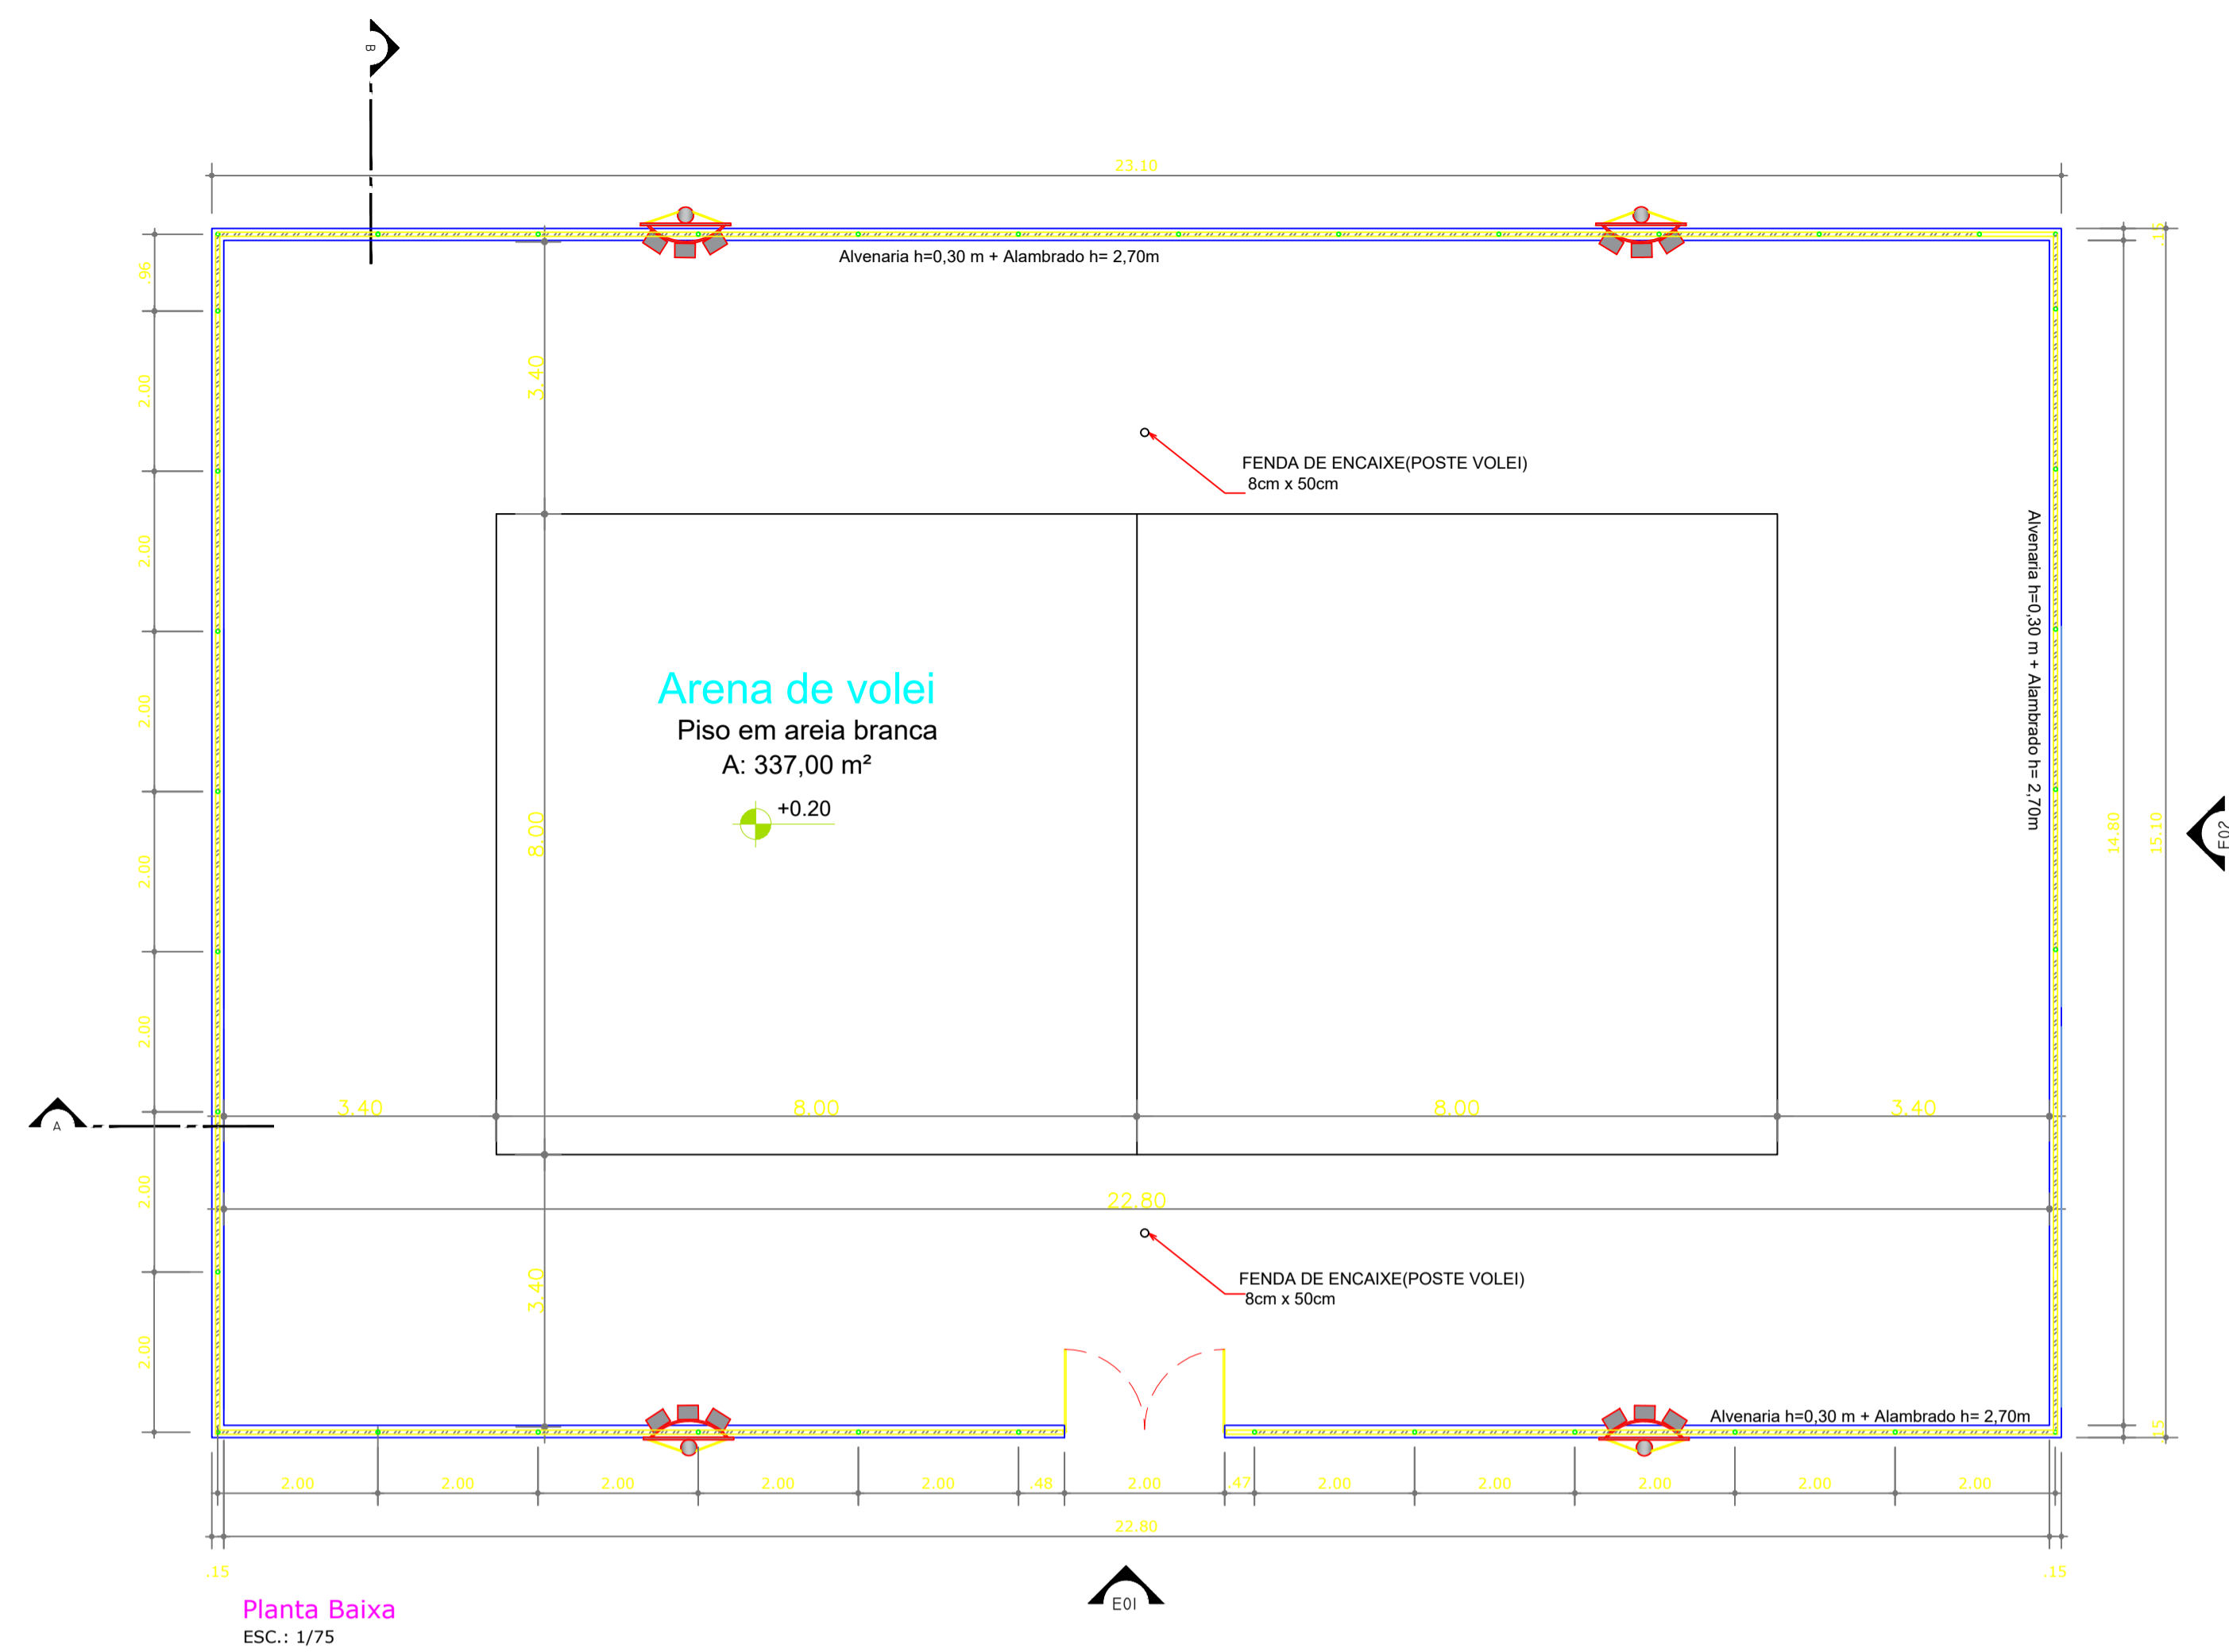 B
23.10
.15
.96
Alvenaria h=0,30 m + Alambrado h= 2,70m
3.40
2.00
FENDA DE ENCAIXE(POSTE VOLEI)
8cm x 50cm
2.00
Alvenaria h=0,30 m + Alambrado h= 2,70m
Arena de volei
Piso em areia branca
A: 337,00 m²
+0.20
2.00
8.00
14.80
15.10
E02
2.00
2.00
A
3.40
8.00
8.00
3.40
2.00
22.80
2.00
FENDA DE ENCAIXE(POSTE VOLEI)
8cm x 50cm
3.40
2.00
Alvenaria h=0,30 m + Alambrado h= 2,70m
.15
2.00
2.00
2.00
2.00
2.00
.48
2.00
.47
2.00
2.00
2.00
2.00
2.00
22.80
.15
.15
E01
Planta Baixa
ESC.: 1/75